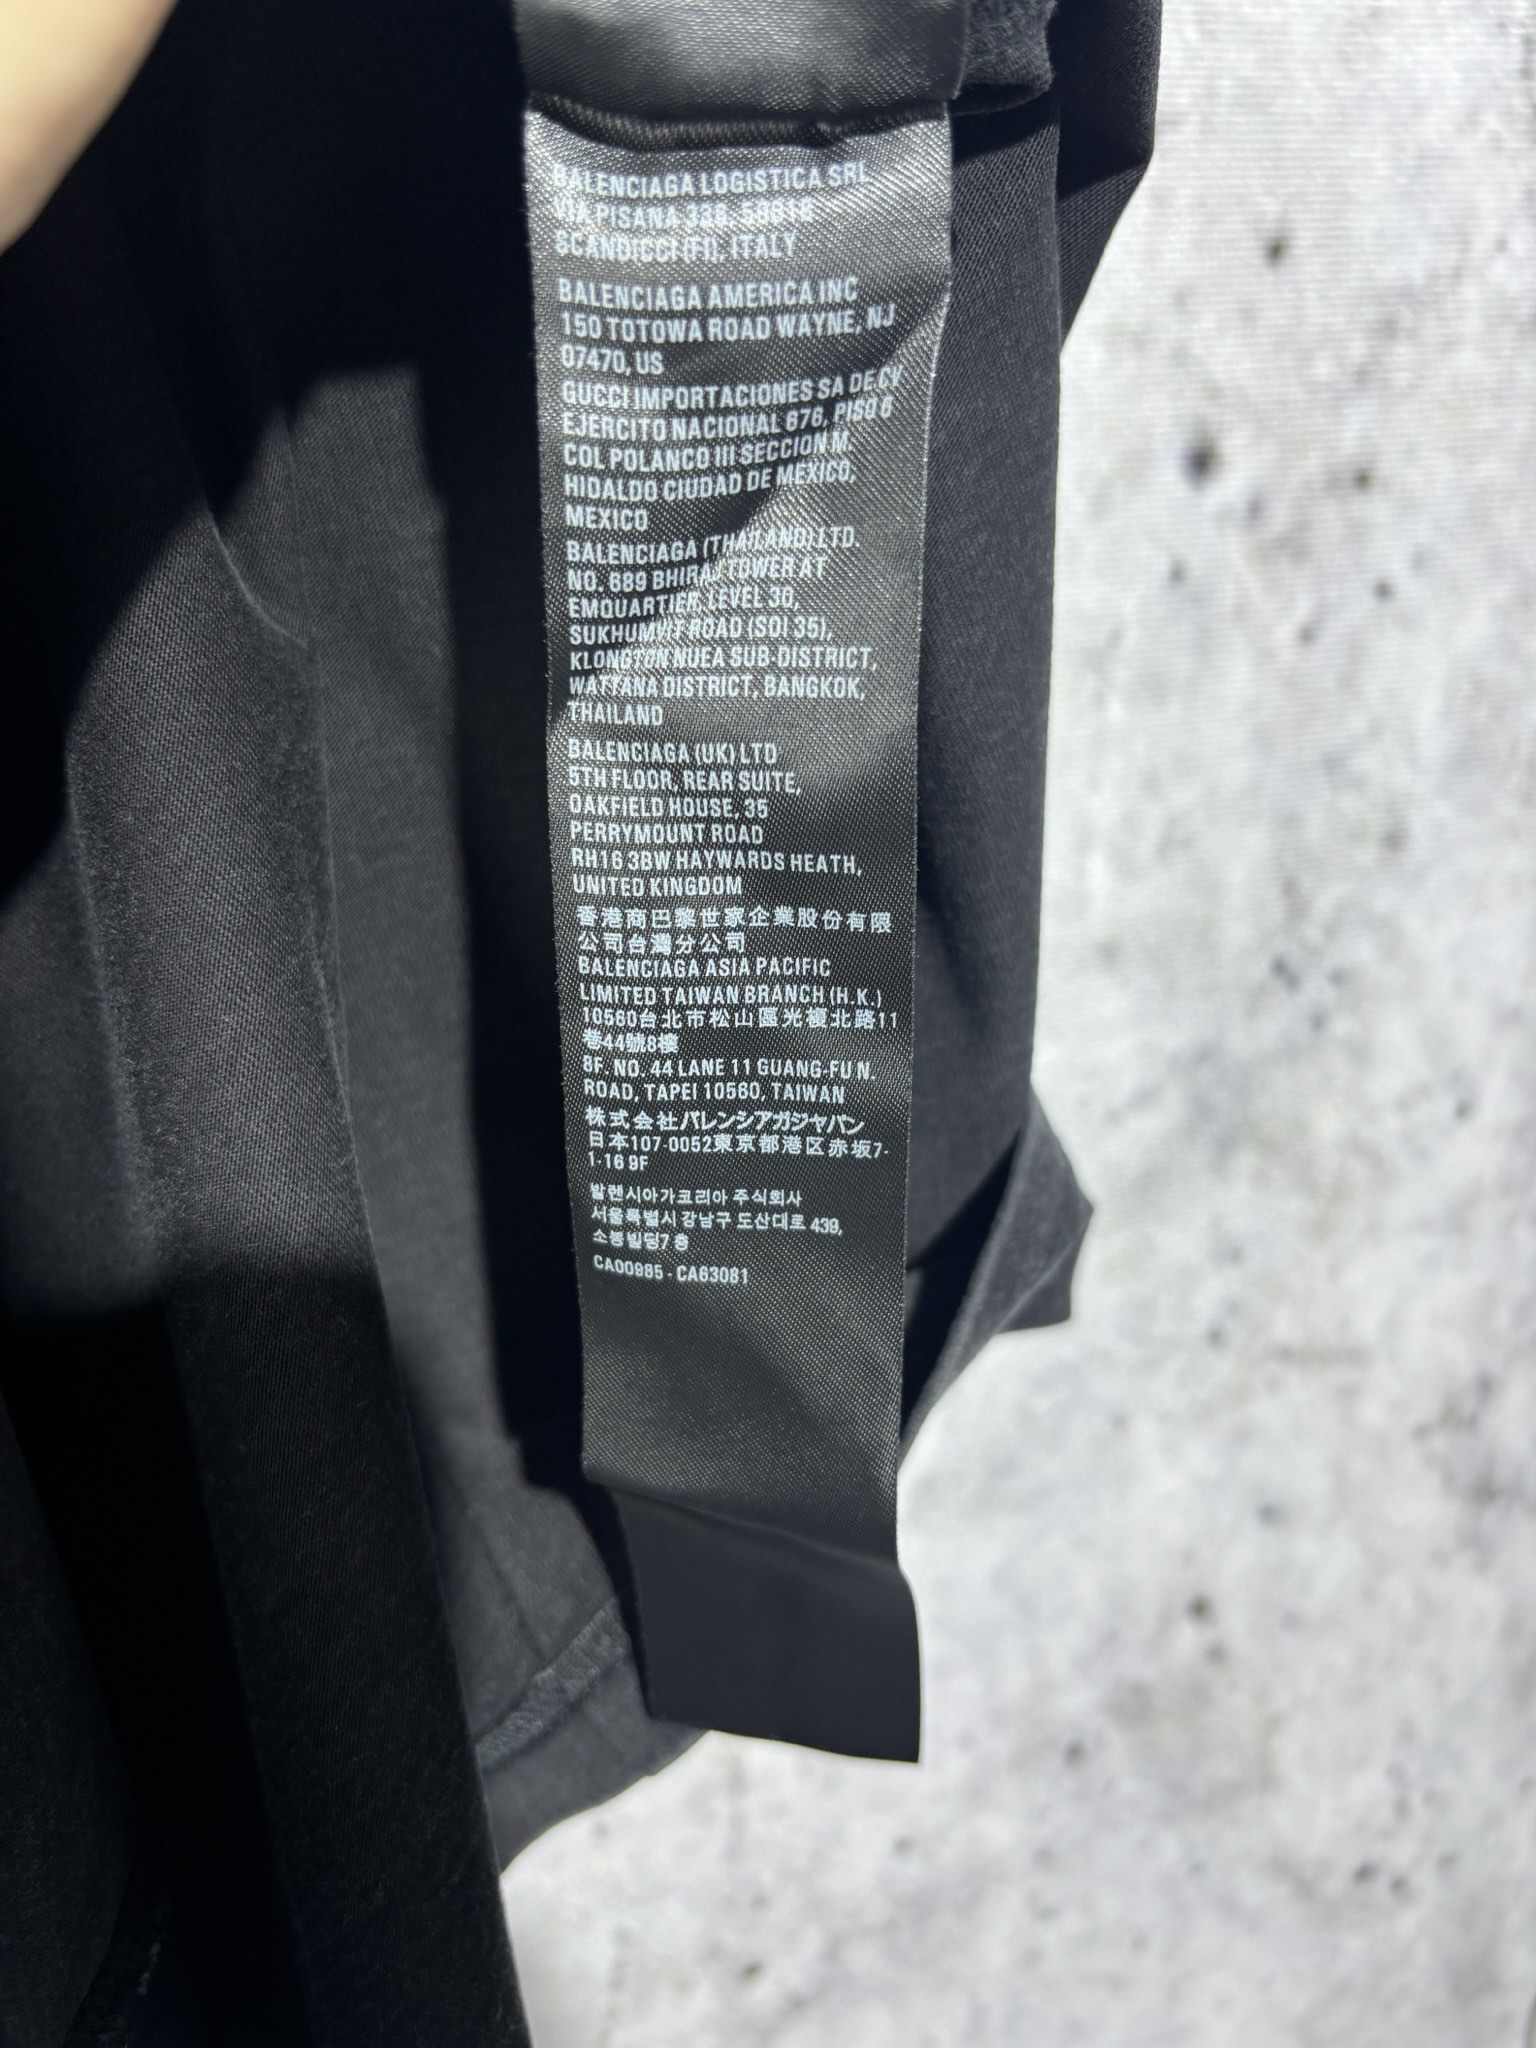 BALENCIAGA LOGISTICA SRL
VIA PISANA 338, 50018
SCANDICCI (FI), ITALY
BALENCIAGA AMERICA INC
150 TOTOWA ROAD WAYNE, NJ
07470, US
GUCCI IMPORTACIONES SA DE CV
EJERCITO NACIONAL 676, PISO 6
COL POLANCO III SECCION M.
HIDALDO CIUDAD DE MEXICO,
MEXICO
BALENCIAGA (THAILAND) LTD.
NO. 689 BHIRAJ TOWER AT
EMQUARTIER, LEVEL 30,
SUKHUMVIT ROAD (SOI 35),
KLONGTON NUEA SUB-DISTRICT,
WATTANA DISTRICT, BANGKOK,
THAILAND
BALENCIAGA (UK) LTD
5TH FLOOR, REAR SUITE,
OAKFIELD HOUSE, 35
PERRYMOUNT ROAD
RH16 3BW HAYWARDS HEATH,
UNITED KINGDOM
香港商巴黎世家企業股份有限
公司台灣分公司
BALENCIAGA ASIA PACIFIC
LIMITED TAIWAN BRANCH (H.K.)
10560台北市松山區光復北路11
巷44號8樓
8F. NO. 44 LANE 11 GUANG-FU N.
ROAD, TAPEI 10560, TAIWAN
株式会社バレンシアガジャパン
日本107-0052東京都港区赤坂7-
1-16 9F
발렌시아가코리아 주식회사
서울특별시 강남구 도산대로 439,
소봉빌딩7 층
CA00985 - CA63081